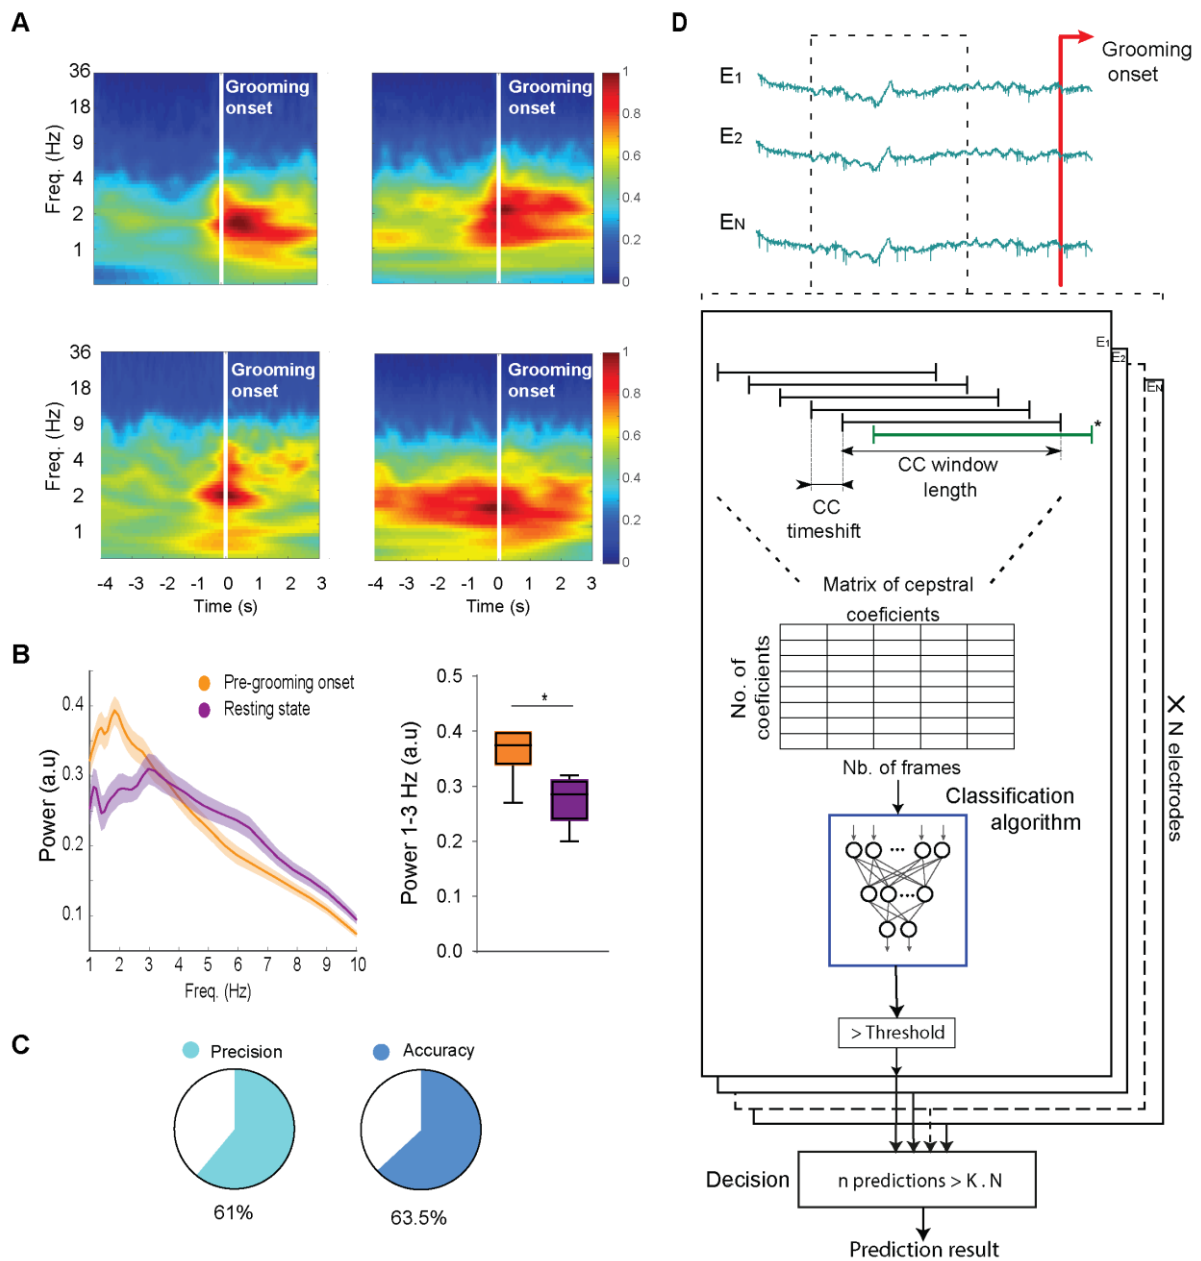 A
36
18
9
4
2
1
Freq. (Hz)
Grooming
onset
Grooming
onset
1
0.8
0.6
0.4
0.2
0
36
18
9
4
2
1
Freq. (Hz)
Grooming
onset
Grooming
onset
1
0.8
0.6
0.4
0.2
0
-4 -3 -2 -1 0 1 2 3
Time (s)
-4 -3 -2 -1 0 1 2 3
Time (s)
B
Pre-grooming onset
Resting state
0.4
0.3
0.2
0.1
Power (a.u)
1 2 3 4 5 6 7 8 9 10
Freq. (Hz)
0.5
0.4
0.3
0.2
0.1
0.0
Power 1-3 Hz (a.u)
*
C
Precision
61%
Accuracy
63.5%
D
E1
E2
EN
Grooming
onset
E1
E2
EN
*
CC window
length
CC
timeshift
Matrix of cepstral
coeficients
No. of
coeficients
Nb. of frames
Classification
algorithm
...
...
> Threshold
X N electrodes
Decision
n predictions > K . N
Prediction result